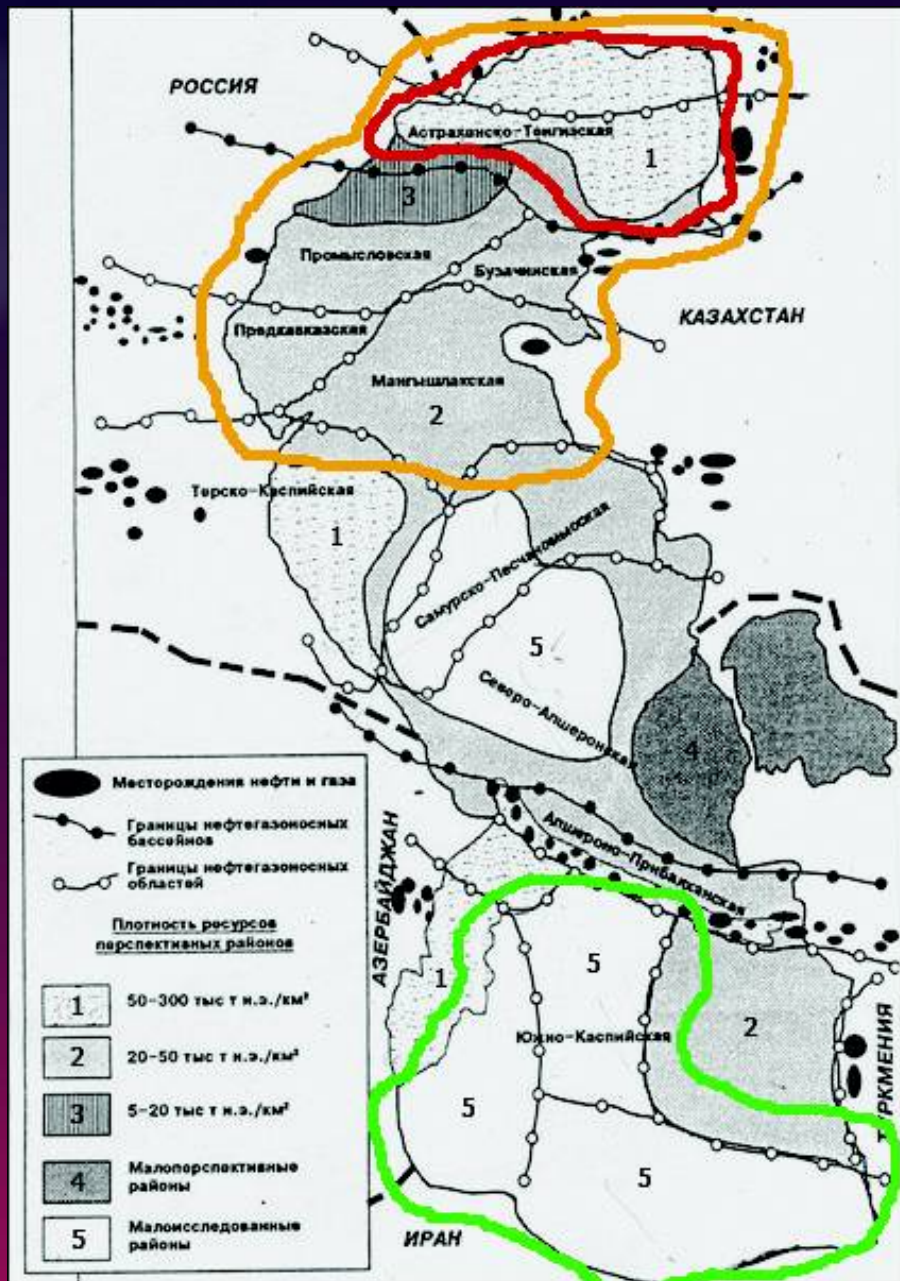 РОССИЯ
Астраханско-Тенгизская
1
3
Промысловская
Бузачинская
КАЗАХСТАН
Предкавказская
Мангышлакская
2
Терско-Каспийская
1
Самурско-Песчаномысская
5
Северо-Апшеронская
4
Апшероно-Прибалханская
АЗЕРБАЙДЖАН
1
5
2
Южно-Каспийская
5
5
ТУРКМЕНИЯ
ИРАН
Месторождения нефти и газа
Границы нефтегазоносных
бассейнов
Границы нефтегазоносных
областей
Плотность ресурсов
перспективных районов
1 50-300 тыс т н.э./км²
2 20-50 тыс т н.э./км²
3 5-20 тыс т н.э./км²
4 Малоперспективные
районы
5 Малоисследованные
районы